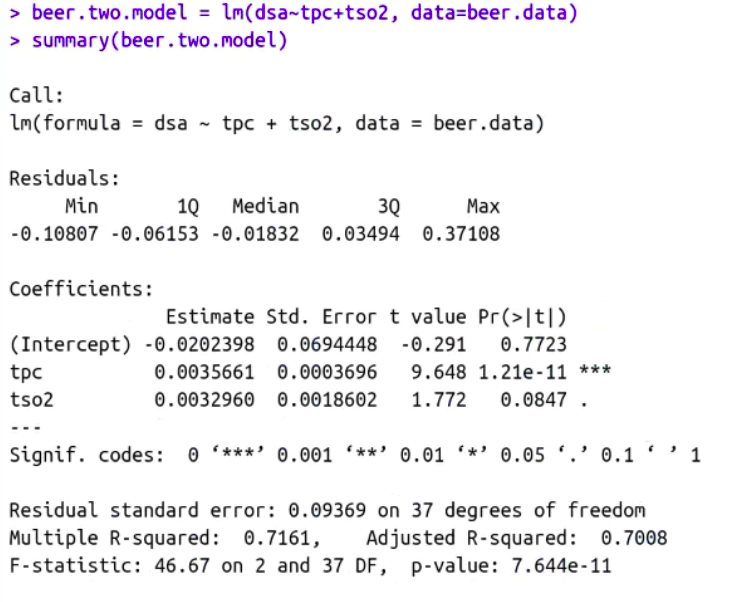 > beer.two.model = lm(dsa~tpc+tso2, data=beer.data)
> summary(beer.two.model)

Call:
lm(formula = dsa ~ tpc + tso2, data = beer.data)

Residuals:
     Min       1Q   Median       3Q      Max
-0.10807 -0.06153 -0.01832  0.03494  0.37108

Coefficients:
              Estimate Std. Error t value Pr(>|t|)
(Intercept) -0.0202398  0.0694448  -0.291   0.7723
tpc          0.0035661  0.0003696   9.648 1.21e-11 ***
tso2         0.0032960  0.0018602   1.772   0.0847 .
---
Signif. codes:  0 ‘***’ 0.001 ‘**’ 0.01 ‘*’ 0.05 ‘.’ 0.1 ‘ ’ 1

Residual standard error: 0.09369 on 37 degrees of freedom
Multiple R-squared:  0.7161,    Adjusted R-squared:  0.7008
F-statistic: 46.67 on 2 and 37 DF,  p-value: 7.644e-11